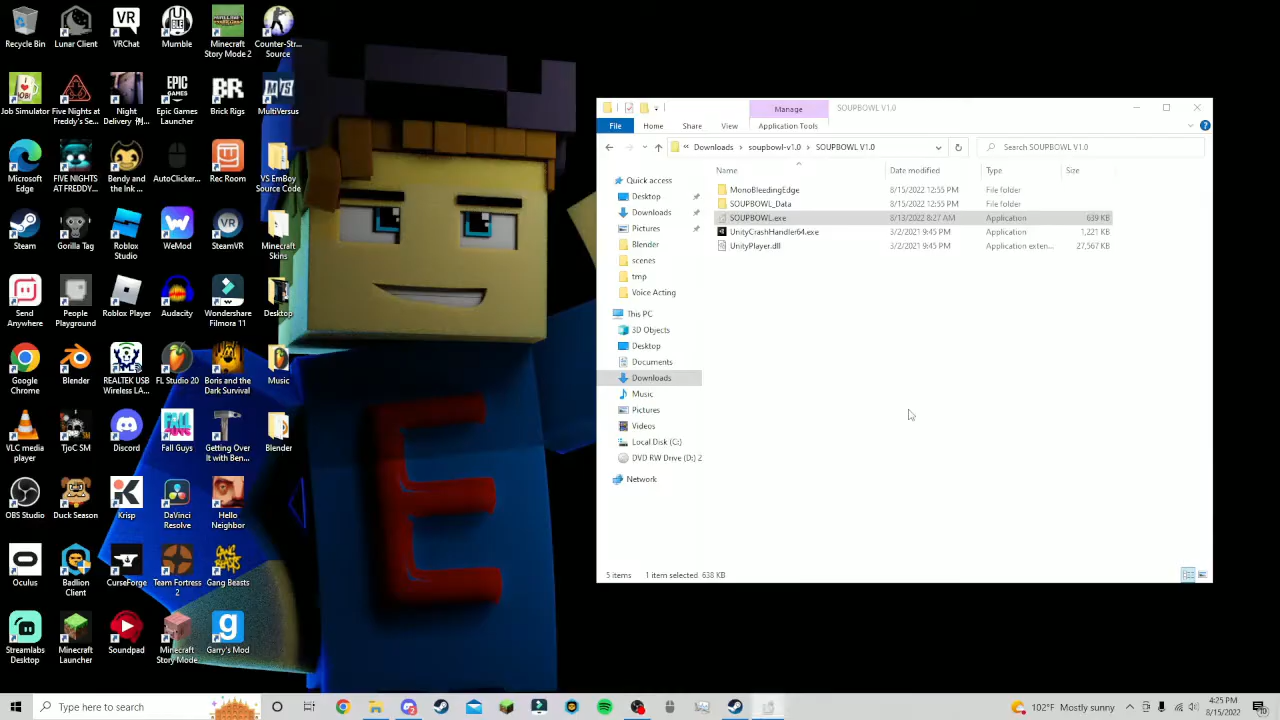 Recycle Bin
Lunar Client
VRChat
Mumble
Minecraft
Story Mode 2
Counter-Str...
Source
Job Simulator
Five Nights at
Freddy's...
Night
Delivery
Epic Games
Launcher
Brick Rigs
MultiVersus
Microsoft
Edge
FIVE NIGHTS
AT FREDDY...
Bendy and
the Ink ...
AutoClicker...
Rec Room
VS EmBoy
Source Code
Steam
Gorilla Tag
Roblox
Studio
WeMod
SteamVR
Minecraft
Skins
Send
Anywhere
People
Playground
Roblox Player
Audacity
Wondershare
Filmora 11
Desktop
Google
Chrome
Blender
REALTEK USB
Wireless LA...
FL Studio 20
Boris and the
Dark Survival
Music
VLC media
player
TjoC SM
Discord
Fall Guys
Getting Over
It with Ben...
Blender
OBS Studio
Duck Season
Krisp
DaVinci
Resolve
Hello
Neighbor
Oculus
Badlion
Client
CurseForge
Team Fortress
2
Gang Beasts
Streamlabs
Desktop
Minecraft
Launcher
Soundpad
Minecraft
Story Mode
Garry's Mod
E
Manage
SOUPBOWL V1.0
File
Home
Share
View
Application Tools
« Downloads > soupbowl-v1.0 > SOUPBOWL V1.0
Search SOUPBOWL V1.0
Name
Date modified
Type
Size
Quick access
Desktop
Downloads
Pictures
Blender
scenes
tmp
Voice Acting
This PC
3D Objects
Desktop
Documents
Downloads
Music
Pictures
Videos
Local Disk (C:)
DVD RW Drive (D:) 2
Network
MonoBleedingEdge 8/15/2022 12:55 PM File folder
SOUPBOWL_Data 8/15/2022 12:55 PM File folder
SOUPBOWL.exe 8/13/2022 8:27 AM Application 639 KB
UnityCrashHandler64.exe 3/2/2021 9:45 PM Application 1,221 KB
UnityPlayer.dll 3/2/2021 9:45 PM Application exten... 27,567 KB
5 items 1 item selected 638 KB
Type here to search
102°F Mostly sunny
4:25 PM
8/15/2022